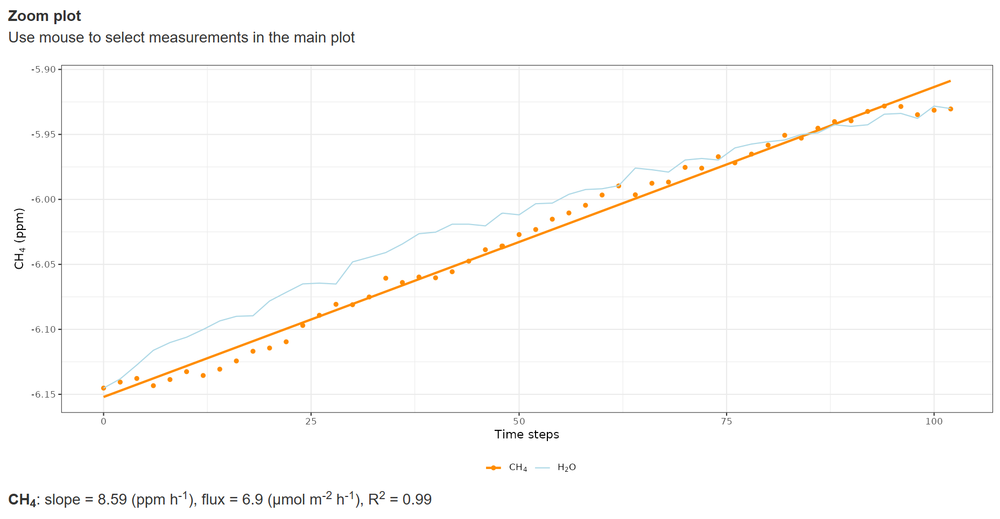 Zoom plot
Use mouse to select measurements in the main plot
-5.90
-5.95
-6.00
-6.05
-6.10
-6.15
CH₄ (ppm)
0 25 50 75 100
Time steps
CH₄ H₂O
CH₄: slope = 8.59 (ppm h⁻¹), flux = 6.9 (µmol m⁻² h⁻¹), R² = 0.99